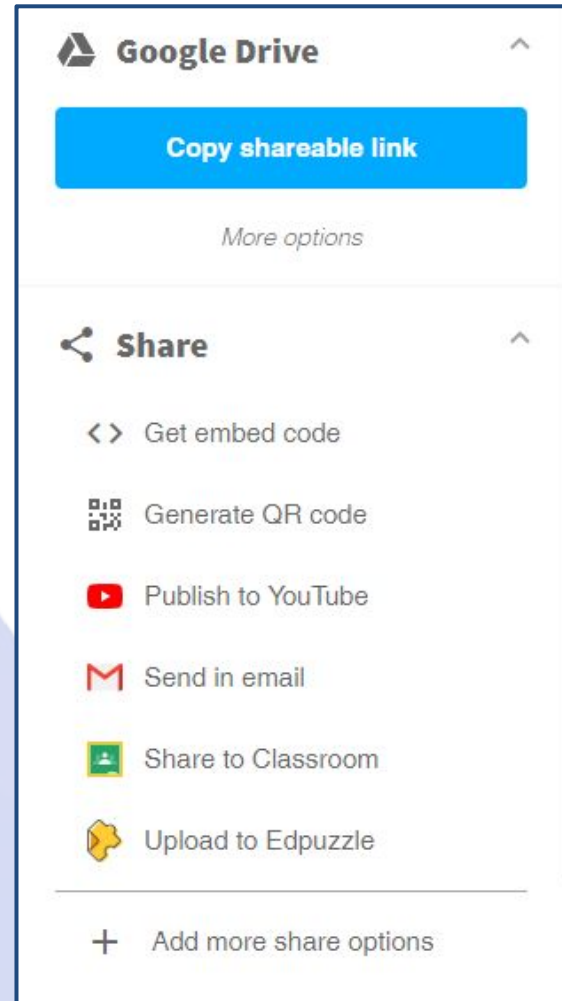 Google Drive
Copy shareable link
More options
Share
Get embed code
Generate QR code
Publish to YouTube
Send in email
Share to Classroom
Upload to Edpuzzle
Add more share options